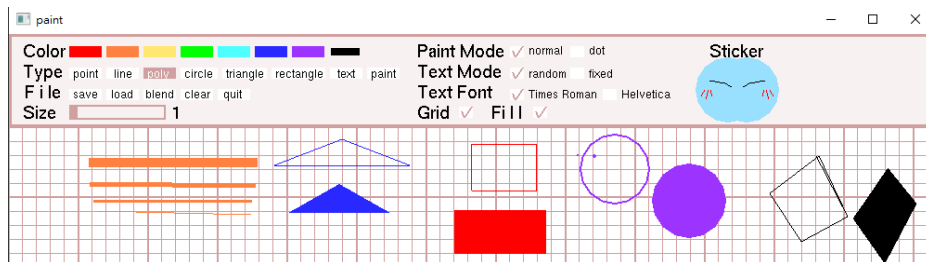 paint
Color
Type point line poly circle triangle rectangle text paint
File save load blend clear quit
Size 1
Paint Mode normal dot
Text Mode random fixed
Text Font Times Roman Helvetica
Grid Fill
Sticker